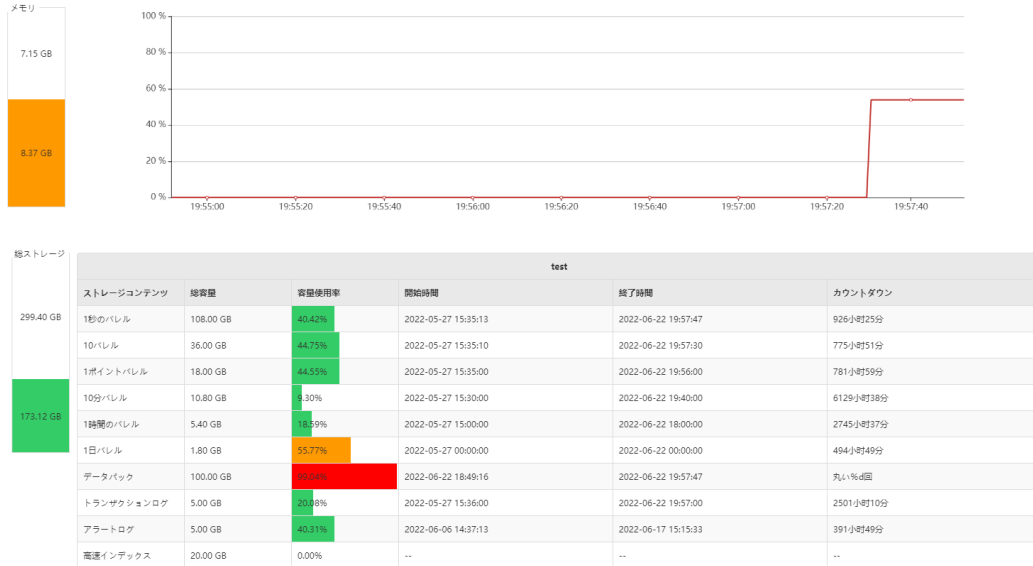 メモリ
7.15 GB
8.37 GB
100 %
80 %
60 %
40 %
20 %
0 %
19:55:00 19:55:20 19:55:40 19:56:00 19:56:20 19:56:40 19:57:00 19:57:20 19:57:40
総ストレージ
299.40 GB
173.12 GB
test
ストレージコンテンツ 総容量 容量使用率 開始時間 終了時間 カウントダウン
1秒のバレル 108.00 GB 40.42% 2022-05-27 15:35:13 2022-06-22 19:57:47 926小时25分
10バレル 36.00 GB 44.75% 2022-05-27 15:35:10 2022-06-22 19:57:30 775小时51分
1ポイントバレル 18.00 GB 44.55% 2022-05-27 15:35:00 2022-06-22 19:56:00 781小时59分
10分バレル 10.80 GB 9.30% 2022-05-27 15:30:00 2022-06-22 19:40:00 6129小时38分
1時間のバレル 5.40 GB 18.59% 2022-05-27 15:00:00 2022-06-22 18:00:00 2745小时37分
1日バレル 1.80 GB 55.77% 2022-05-27 00:00:00 2022-06-22 00:00:00 494小时49分
データパック 100.00 GB 2022-06-22 18:49:16 2022-06-22 19:57:47 丸い%d回
トランザクションログ 5.00 GB 20.08% 2022-05-27 15:36:00 2022-06-22 19:57:00 2501小时10分
アラートログ 5.00 GB 40.31% 2022-06-06 14:37:13 2022-06-17 15:15:33 391小时49分
高速インデックス 20.00 GB 0.00% -- -- --